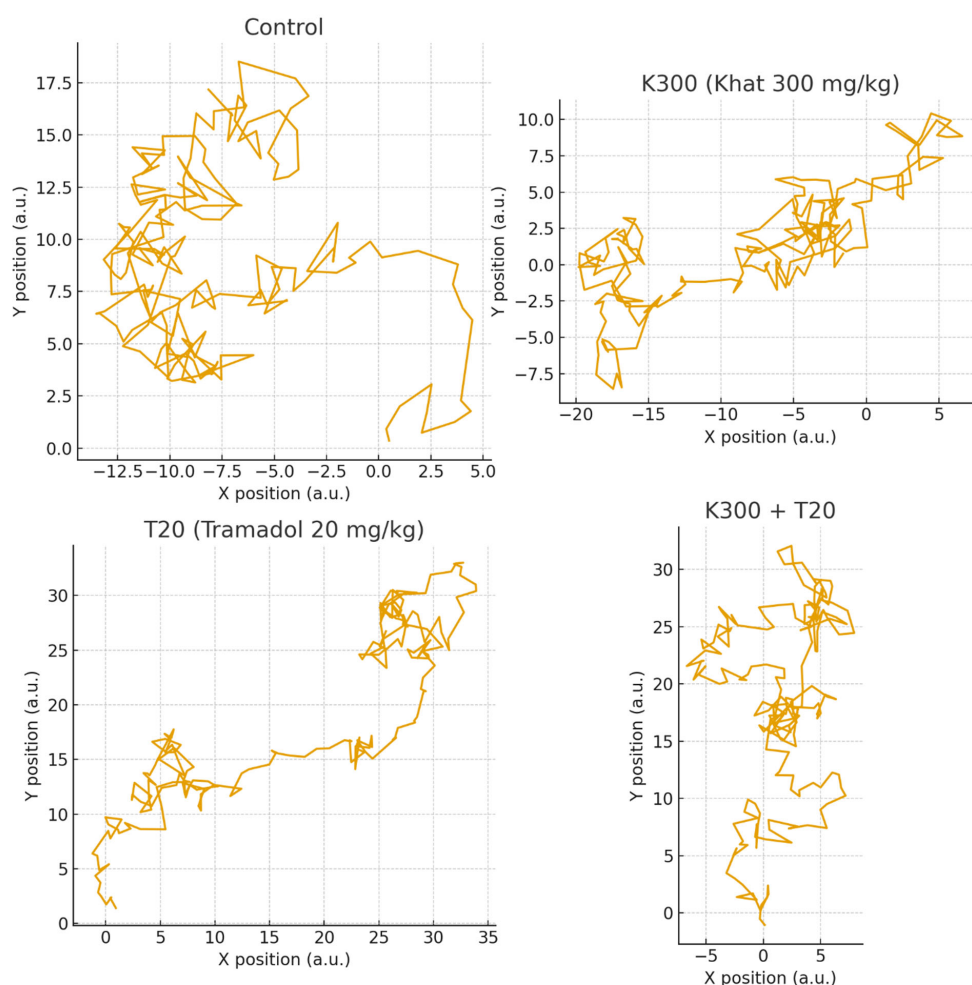 Control
17.5
15.0
12.5
10.0
7.5
5.0
2.5
0.0
Y position (a.u.)
−12.5 −10.0 −7.5 −5.0 −2.5 0.0 2.5 5.0
X position (a.u.)
K300 (Khat 300 mg/kg)
10.0
7.5
5.0
2.5
0.0
−2.5
−5.0
−7.5
Y position (a.u.)
−20 −15 −10 −5 0 5
X position (a.u.)
T20 (Tramadol 20 mg/kg)
30
25
20
15
10
5
0
Y position (a.u.)
0 5 10 15 20 25 30 35
X position (a.u.)
K300 + T20
30
25
20
15
10
5
0
Y position (a.u.)
−5 0 5
X position (a.u.)